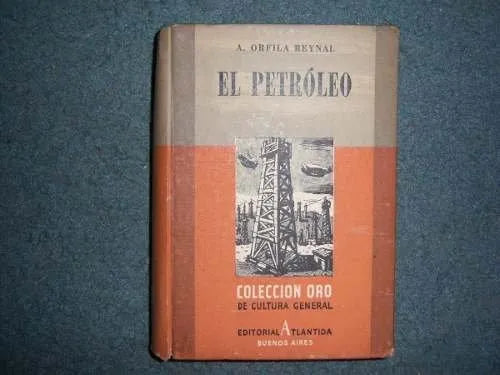 A. ORFILA REYNAL
EL PETRÓLEO
COLECCION ORO
DE CULTURA GENERAL
EDITORIAL ATLANTIDA
BUENOS AIRES